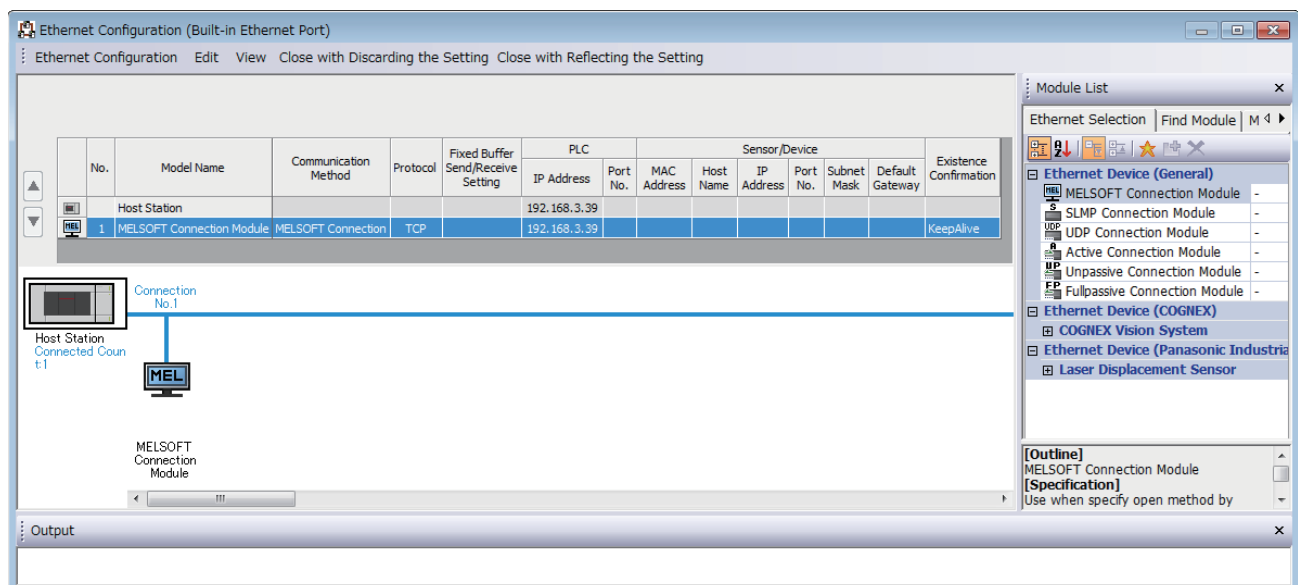 Ethernet Configuration (Built-in Ethernet Port)
Ethernet Configuration Edit View Close with Discarding the Setting Close with Reflecting the Setting
No. Model Name Communication Method Protocol Fixed Buffer Send/Receive Setting PLC Sensor/Device Existence Confirmation
IP Address Port No. MAC Address Host Name IP Address Port No. Subnet Mask Default Gateway
Host Station 192.168.3.39
MEL 1 MELSOFT Connection Module MELSOFT Connection TCP 192.168.3.39 KeepAlive
Connection
No.1
Host Station
Connected Coun
t:1
MEL
MELSOFT
Connection
Module
Module List
Ethernet Selection Find Module M
Ethernet Device (General)
MEL MELSOFT Connection Module -
S SLMP Connection Module -
UDP UDP Connection Module -
A Active Connection Module -
UP Unpassive Connection Module -
FP Fullpassive Connection Module -
Ethernet Device (COGNEX)
COGNEX Vision System
Ethernet Device (Panasonic Industria
Laser Displacement Sensor
[Outline]
MELSOFT Connection Module
[Specification]
Use when specify open method by
Output